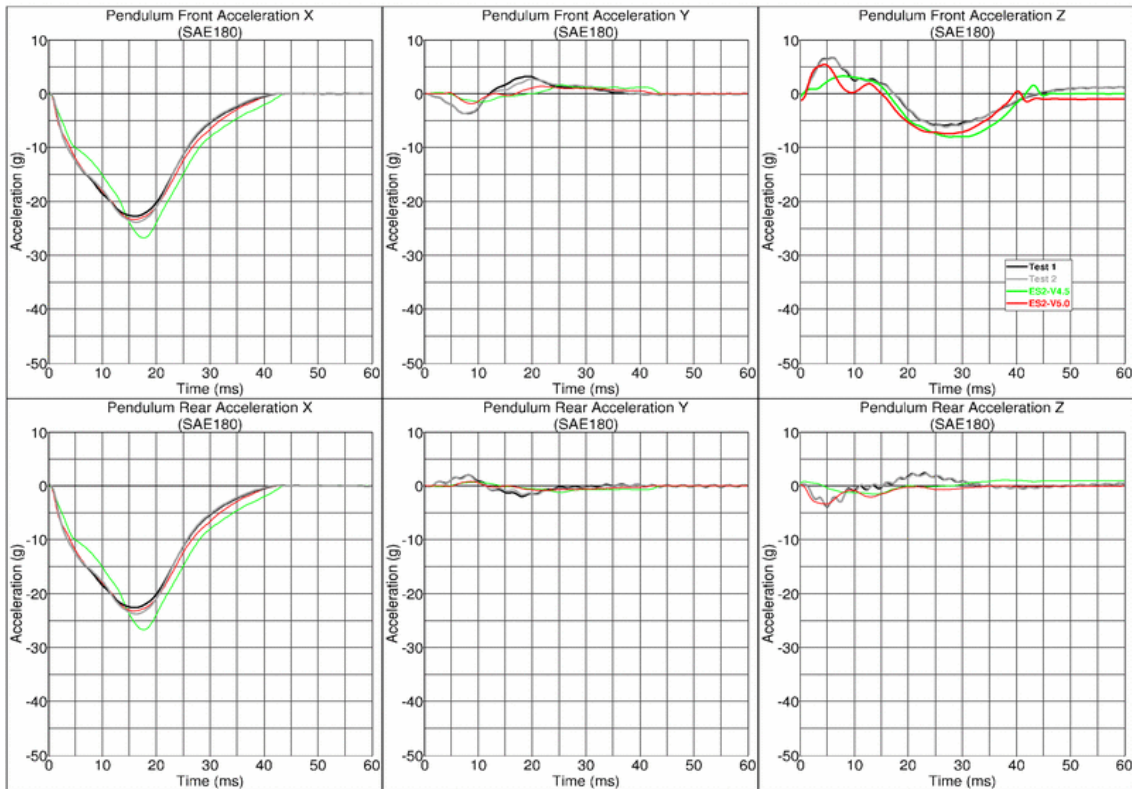 Pendulum Front Acceleration X
(SAE180)
10
0
-10
-20
-30
-40
-50
Acceleration (g)
0 10 20 30 40 50 60
Time (ms)
Pendulum Front Acceleration Y
(SAE180)
10
0
-10
-20
-30
-40
-50
Acceleration (g)
0 10 20 30 40 50 60
Time (ms)
Pendulum Front Acceleration Z
(SAE180)
10
0
-10
-20
-30
-40
-50
Acceleration (g)
Test 1
Test 2
ES2-V4.5
ES2-V5.0
0 10 20 30 40 50 60
Time (ms)
Pendulum Rear Acceleration X
(SAE180)
10
0
-10
-20
-30
-40
-50
Acceleration (g)
0 10 20 30 40 50 60
Time (ms)
Pendulum Rear Acceleration Y
(SAE180)
10
0
-10
-20
-30
-40
-50
Acceleration (g)
0 10 20 30 40 50 60
Time (ms)
Pendulum Rear Acceleration Z
(SAE180)
10
0
-10
-20
-30
-40
-50
Acceleration (g)
0 10 20 30 40 50 60
Time (ms)